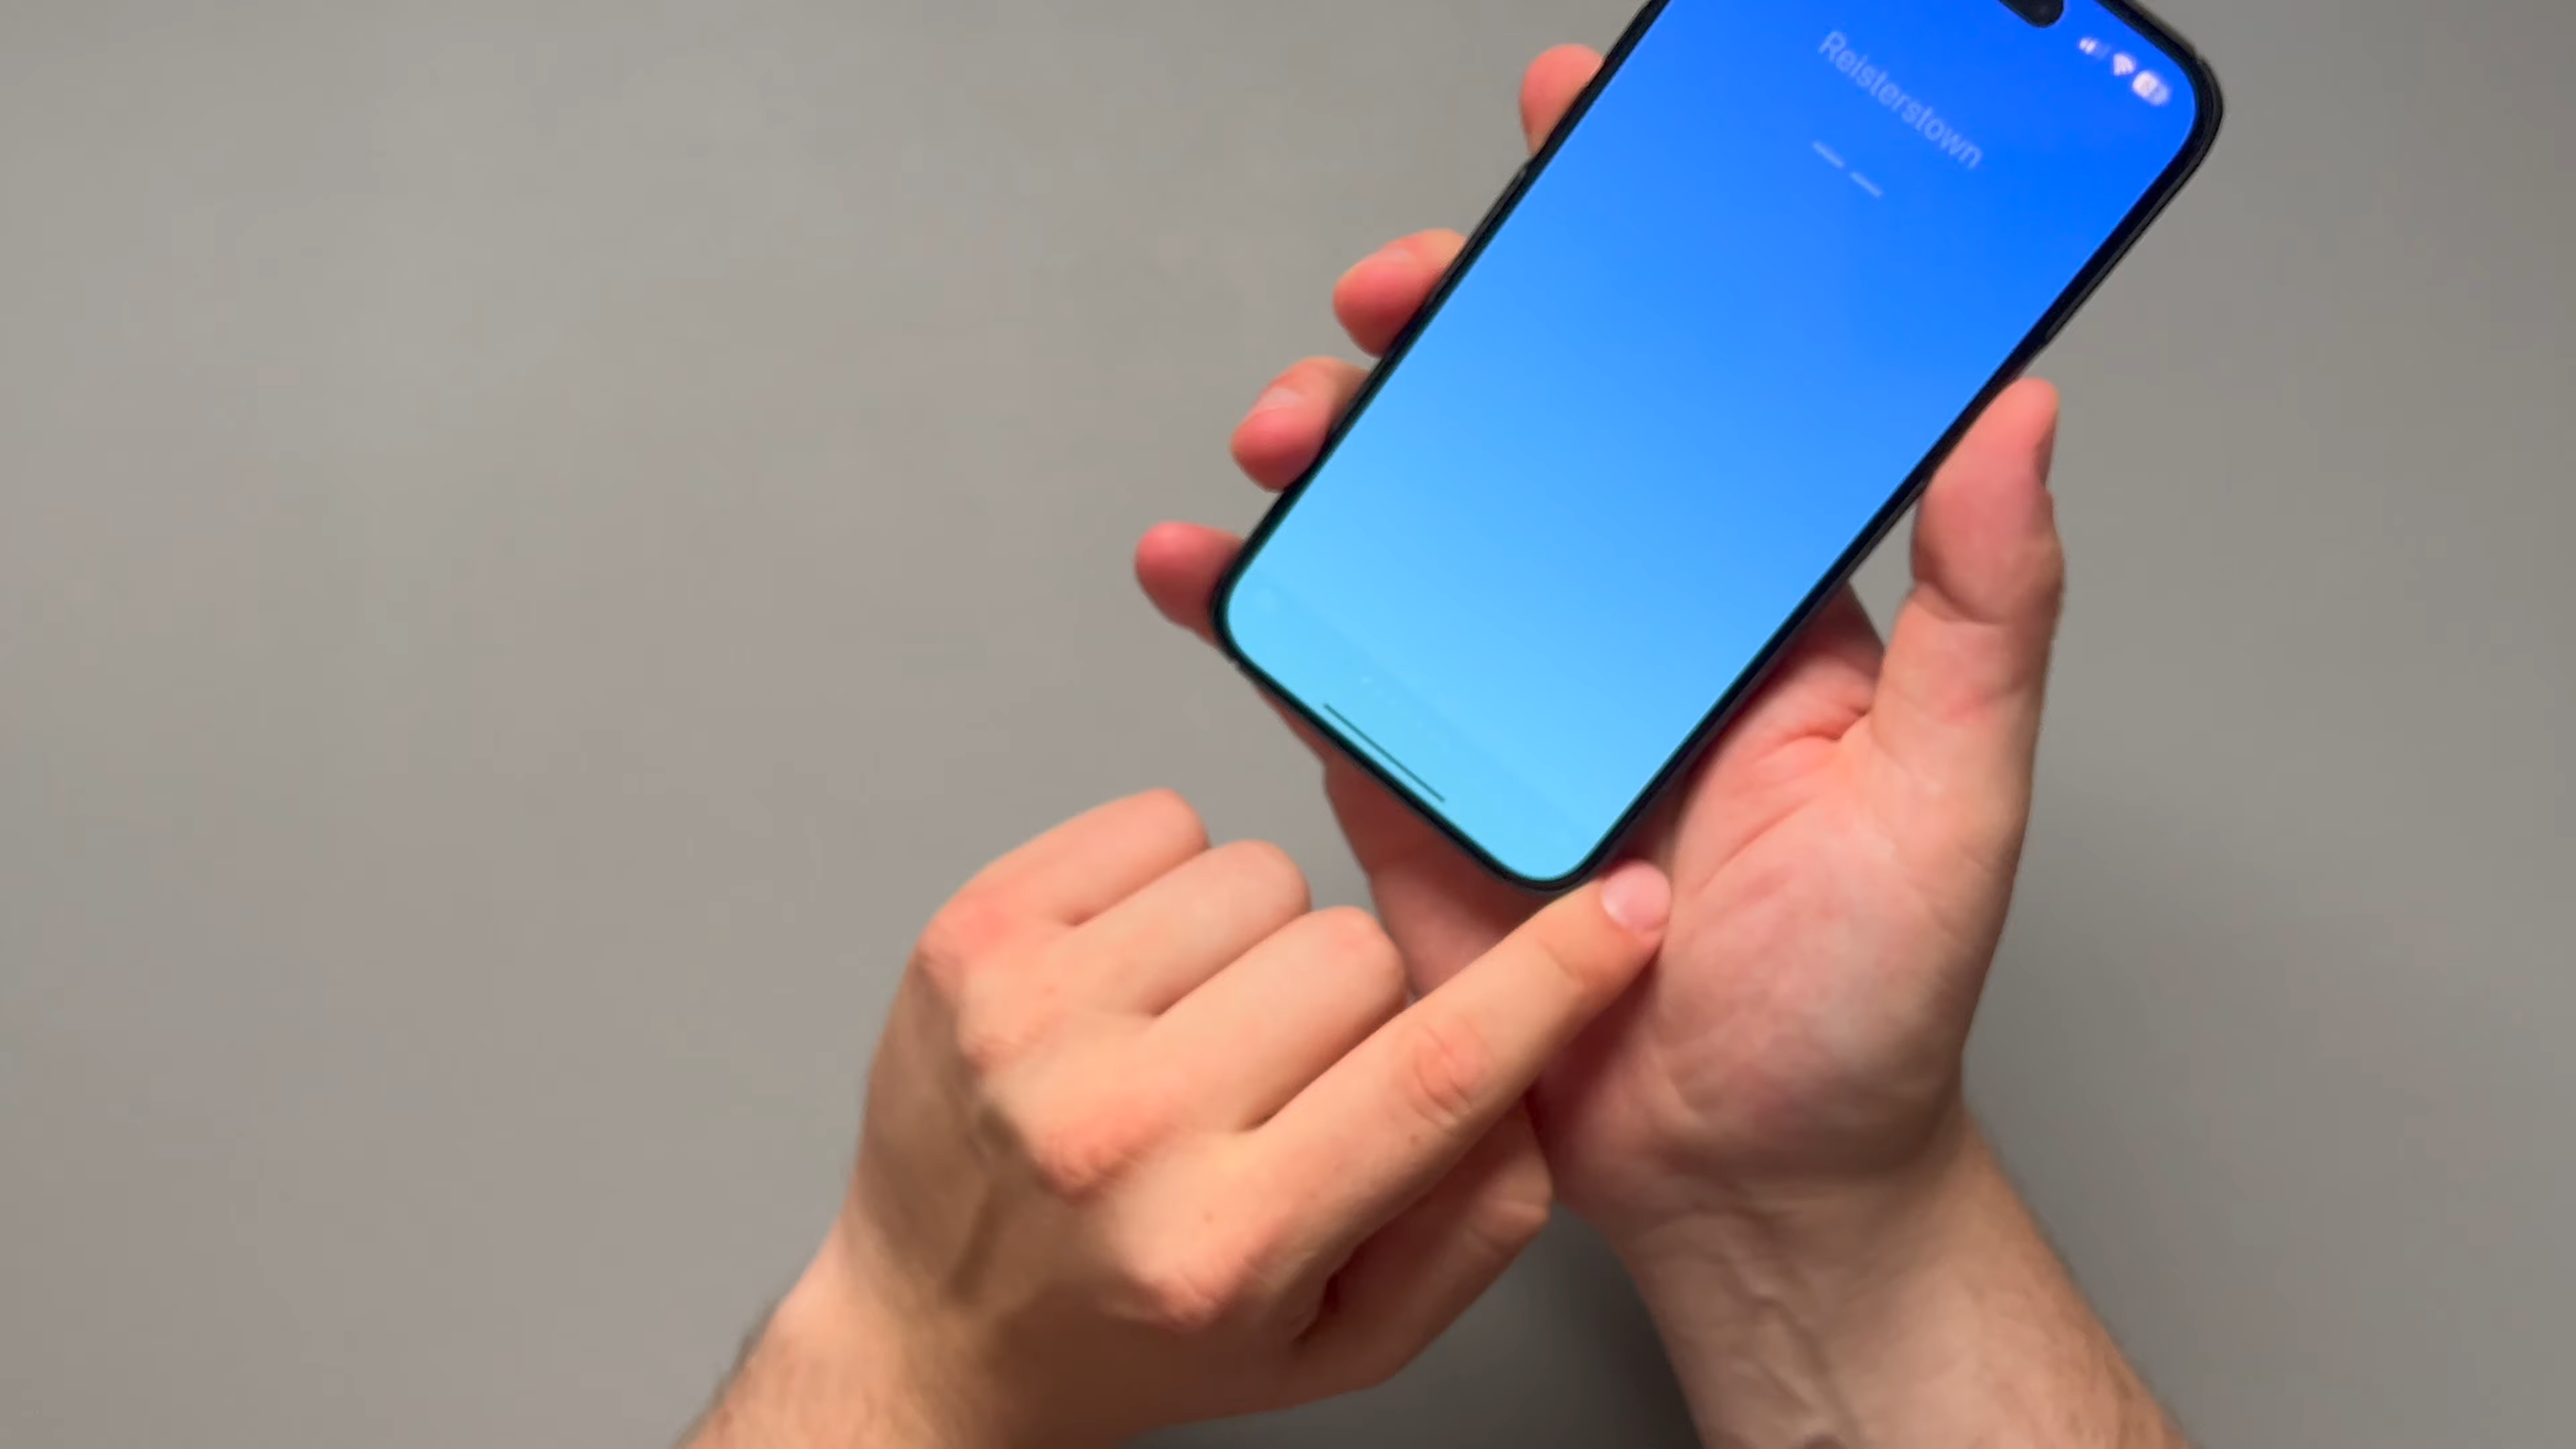 Reisterstown
— —